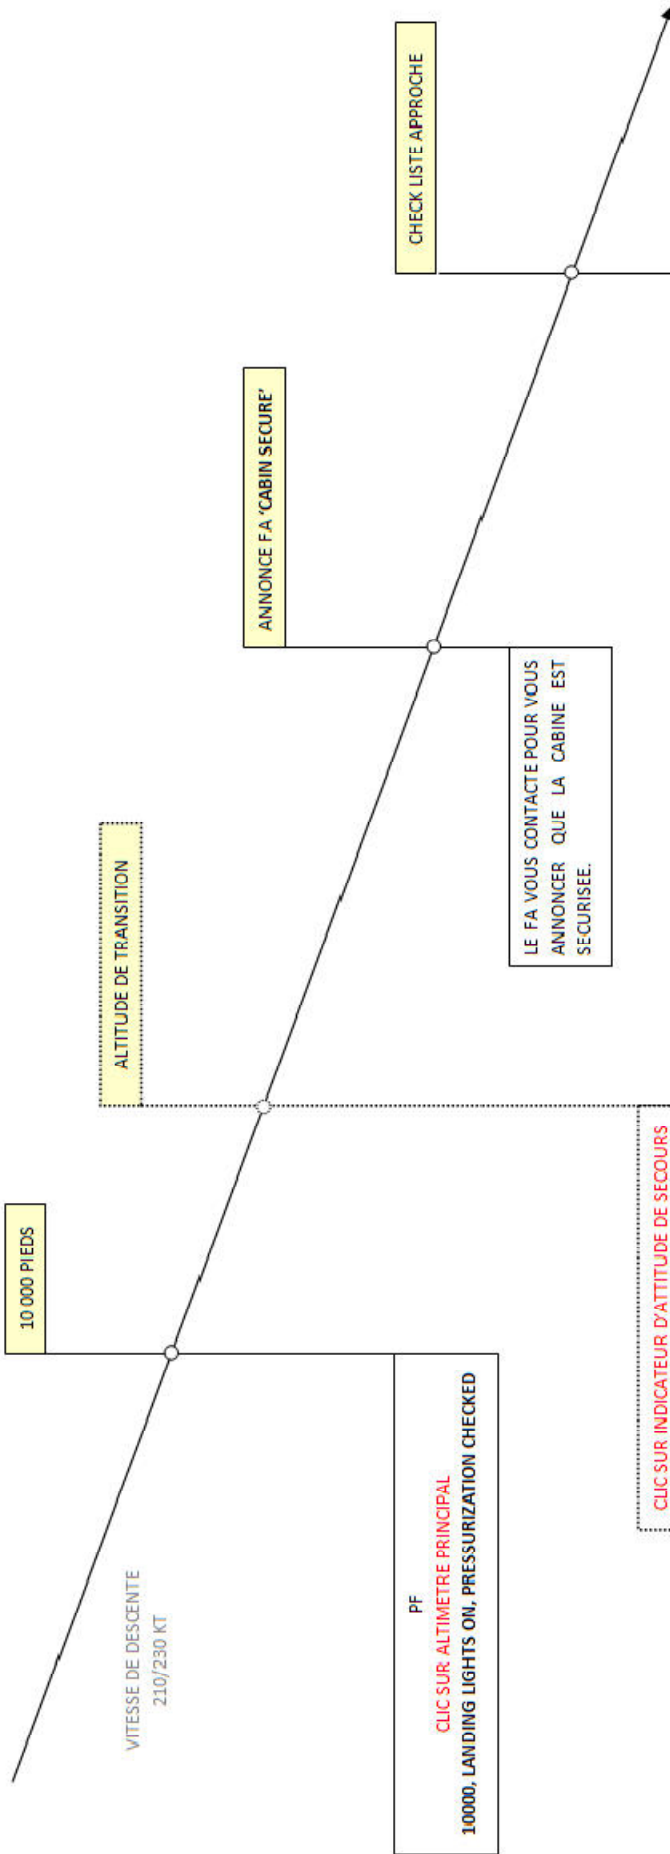 VITESSE DE DESCENTE
210/230 KT
10 000 PIEDS
PF
CLIC SUR ALTIMETRE PRINCIPAL
10000, LANDING LIGHTS ON, PRESSURIZATION CHECKED
ALTITUDE DE TRANSITION
CLIC SUR INDICATEUR D'ATTITUDE DE SECOURS
ANNONCE F.A 'CABIN SECURE'
LE FA VOUS CONTACTE POUR VOUS
ANNONCER QUE LA CABINE EST
SECURISEE.
CHECK LISTE APPROCHE